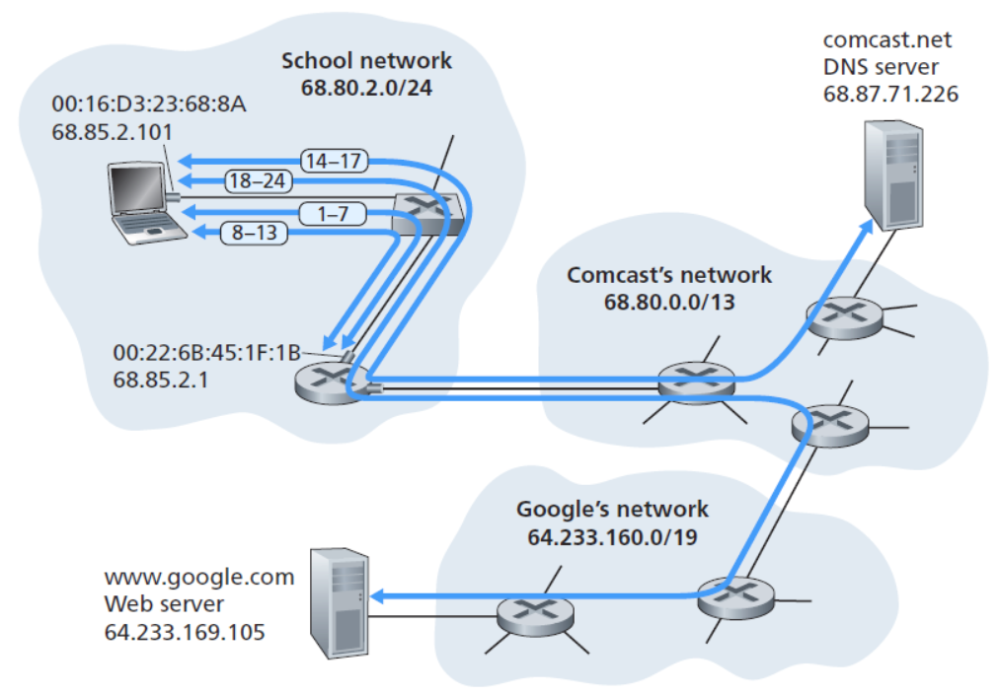 School network
68.80.2.0/24
comcast.net
DNS server
68.87.71.226
00:16:D3:23:68:8A
68.85.2.101
14–17
18–24
1–7
8–13
Comcast’s network
68.80.0.0/13
00:22:6B:45:1F:1B
68.85.2.1
Google’s network
64.233.160.0/19
www.google.com
Web server
64.233.169.105